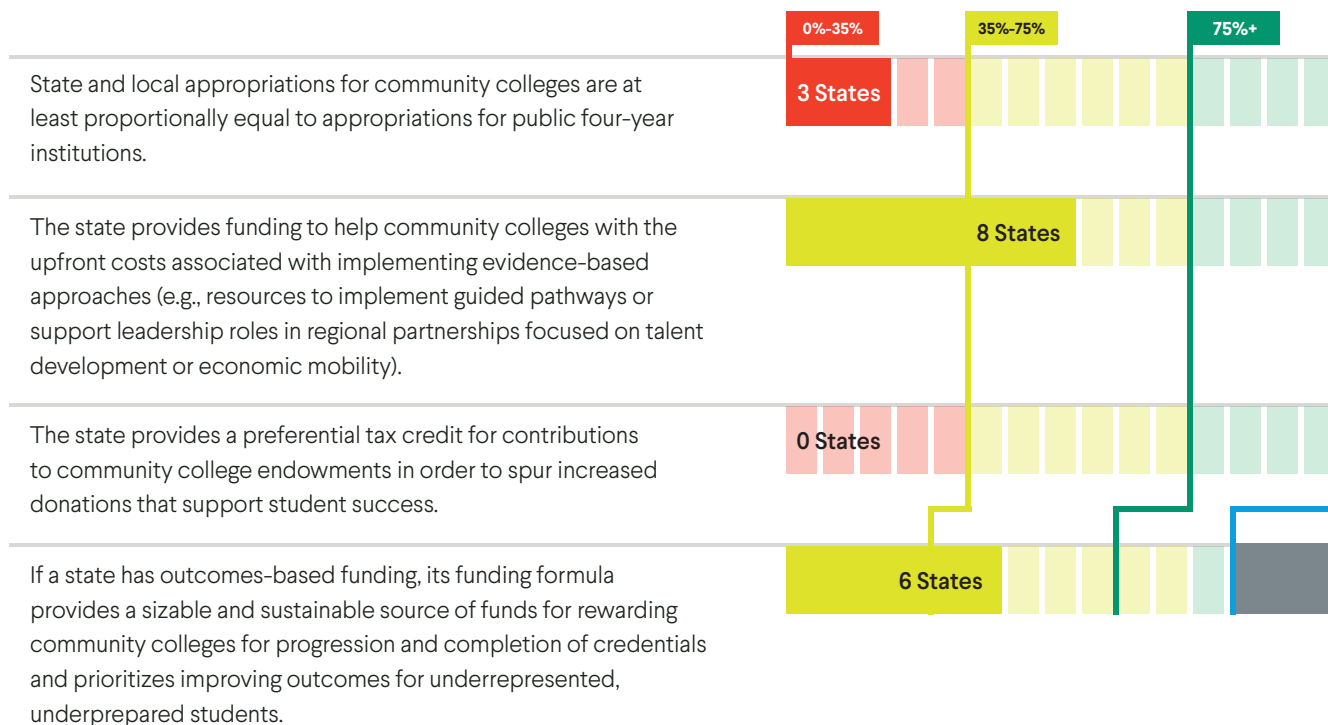 0%-35%
35%-75%
75%+
State and local appropriations for community colleges are at
least proportionally equal to appropriations for public four-year
institutions.
3 States
The state provides funding to help community colleges with the
upfront costs associated with implementing evidence-based
approaches (e.g., resources to implement guided pathways or
support leadership roles in regional partnerships focused on talent
development or economic mobility).
8 States
The state provides a preferential tax credit for contributions
to community college endowments in order to spur increased
donations that support student success.
0 States
If a state has outcomes-based funding, its funding formula
provides a sizable and sustainable source of funds for rewarding
community colleges for progression and completion of credentials
and prioritizes improving outcomes for underrepresented,
underprepared students.
6 States